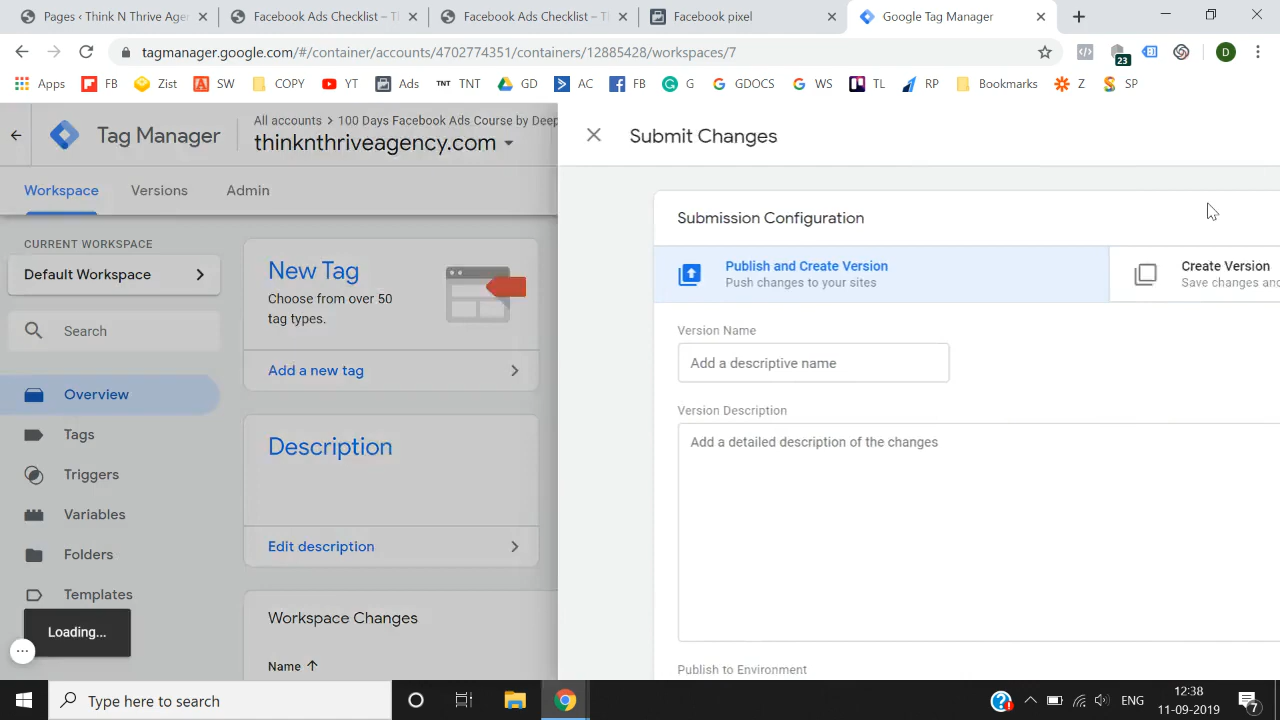 Pages ‹ Think N Thrive Agen
Facebook Ads Checklist – T
Facebook Ads Checklist – T
Facebook pixel
Google Tag Manager
tagmanager.google.com/#/container/accounts/4702774351/containers/12885428/workspaces/7
23
D
Apps
FB
Zist
SW
COPY
YT
Ads
TNT
TNT
GD
AC
FB
G
GDOCS
WS
TL
RP
Bookmarks
Z
SP
Tag Manager
All accounts > 100 Days Facebook Ads Course by Deep
thinknthriveagency.com
Submit Changes
Workspace
Versions
Admin
Submission Configuration
CURRENT WORKSPACE
Default Workspace
New Tag
Choose from over 50
tag types.
Publish and Create Version
Push changes to your sites
Create Version
Save changes and
Search
Version Name
Add a descriptive name
Add a new tag
Overview
Version Description
Tags
Description
Add a detailed description of the changes
Triggers
Variables
Edit description
Folders
Templates
Workspace Changes
Loading...
Name
Publish to Environment
Type here to search
ENG
12:38
11-09-2019
7